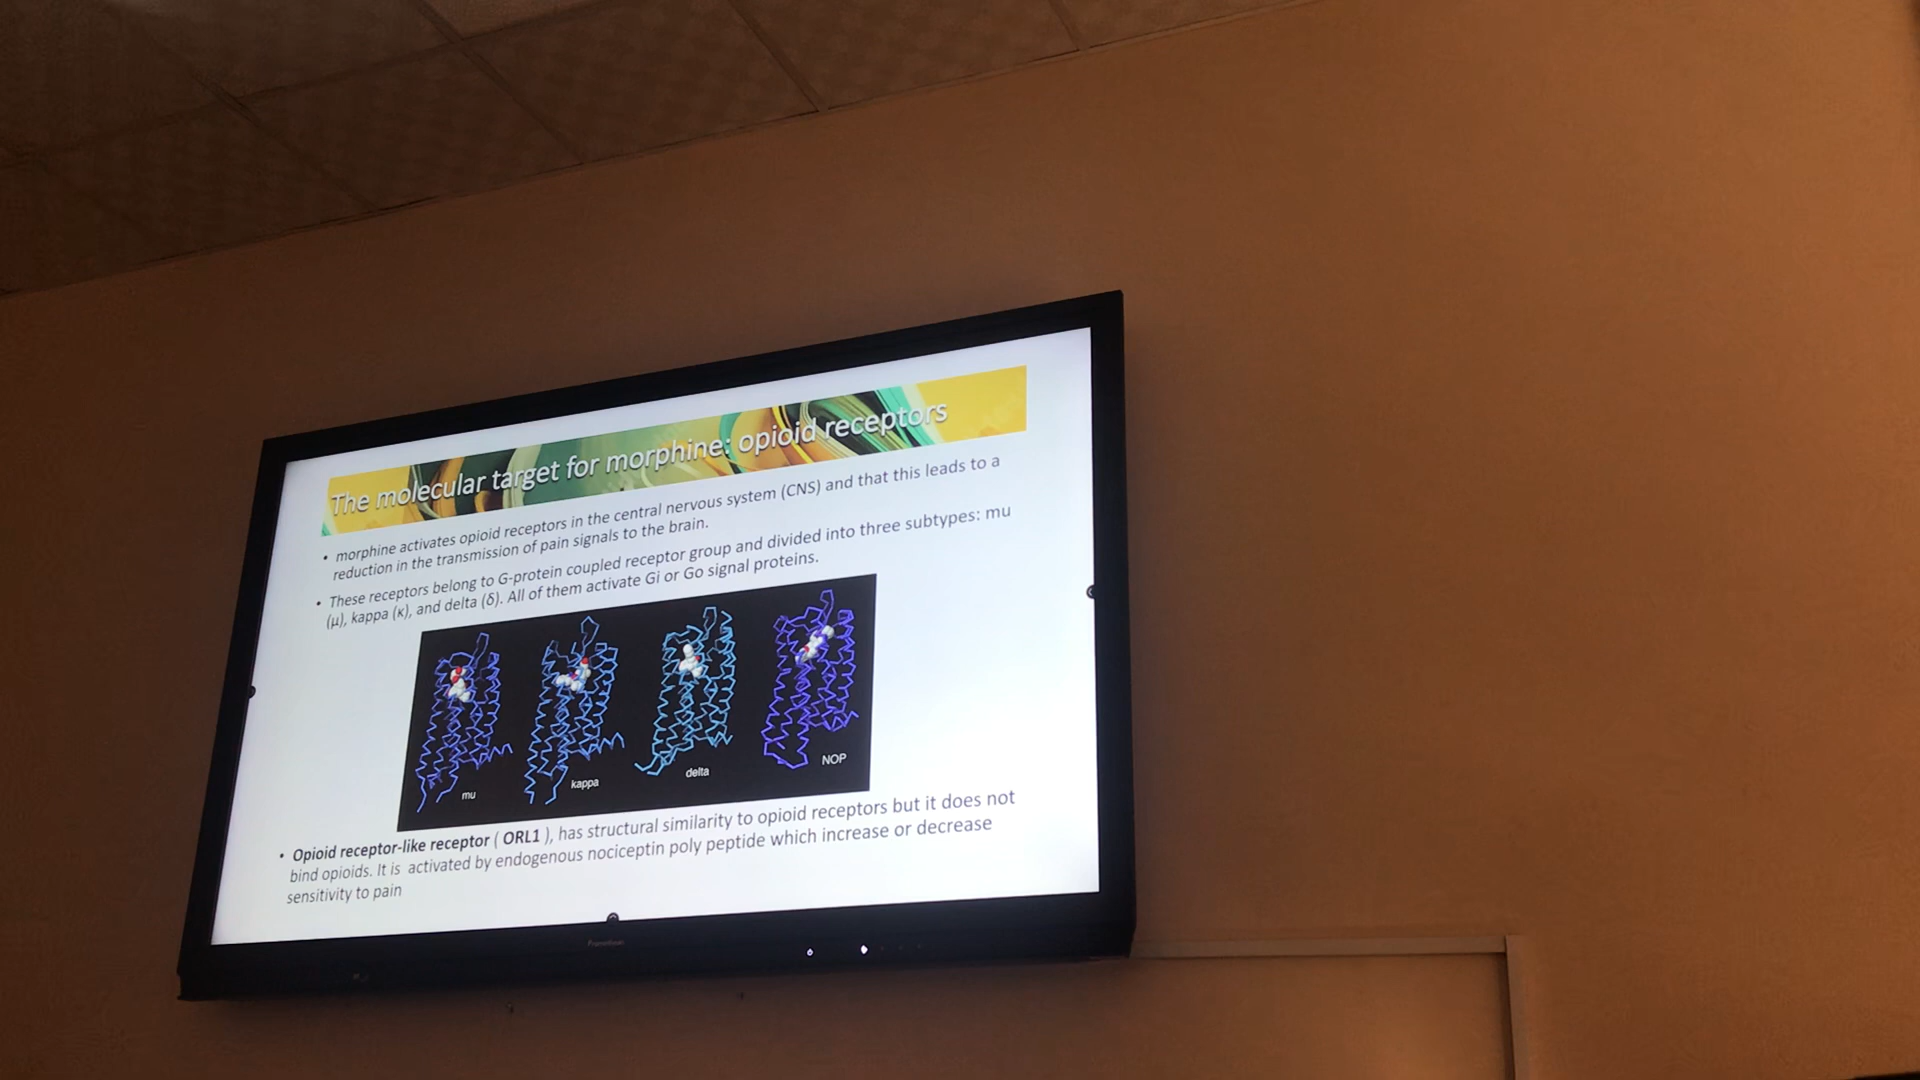 The molecular target for morphine: opioid receptors
• morphine activates opioid receptors in the central nervous system (CNS) and that this leads to a
reduction in the transmission of pain signals to the brain.
• These receptors belong to G-protein coupled receptor group and divided into three subtypes: mu
(μ), kappa (κ), and delta (δ). All of them activate Gi or Go signal proteins.
mu
kappa
delta
NOP
• Opioid receptor-like receptor ( ORL1 ), has structural similarity to opioid receptors but it does not
bind opioids. It is activated by endogenous nociceptin poly peptide which increase or decrease
sensitivity to pain
Promethean